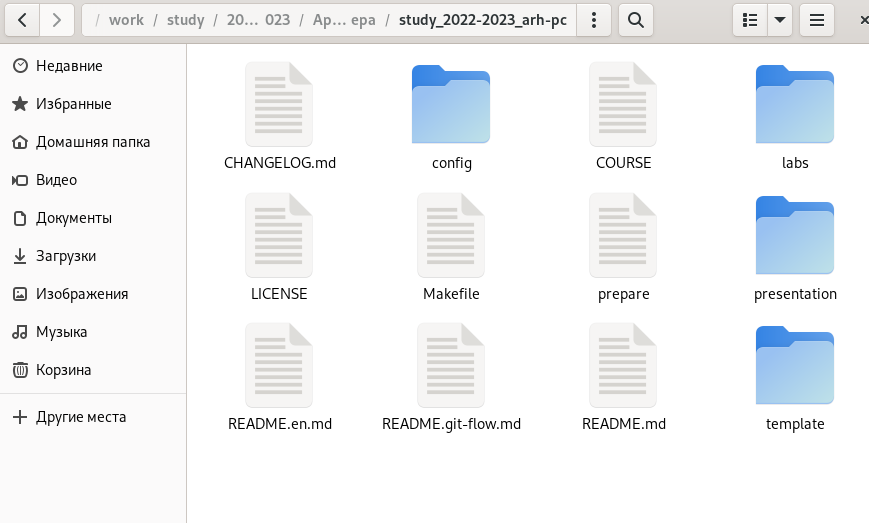 / work / study / 20… 023 / Ap… ера / study_2022-2023_arh-pc
Недавние
Избранные
Домашняя папка
Видео
Документы
Загрузки
Изображения
Музыка
Корзина
Другие места
CHANGELOG.md
config
COURSE
labs
LICENSE
Makefile
prepare
presentation
README.en.md
README.git-flow.md
README.md
template